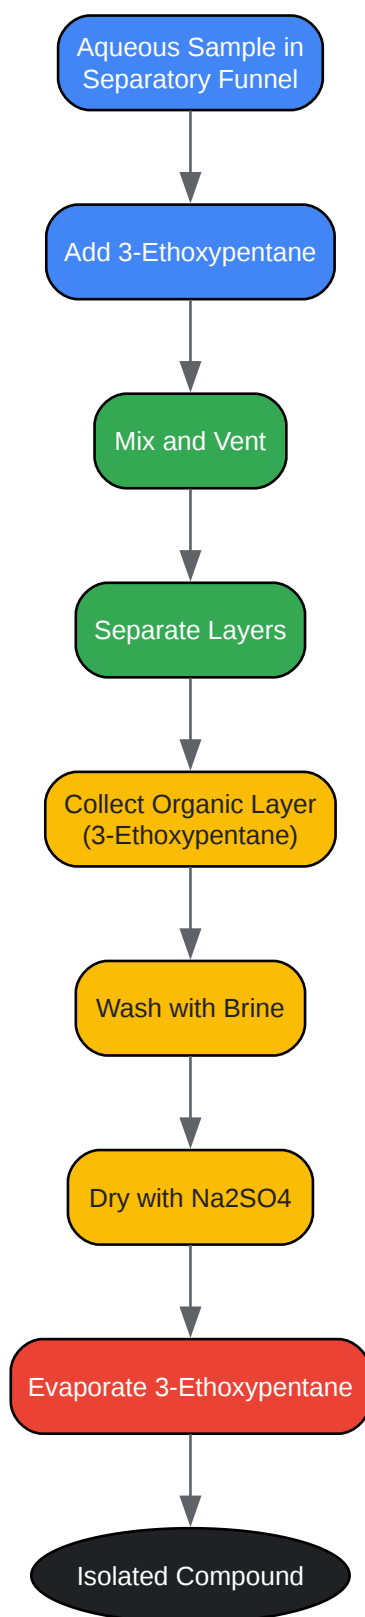 Aqueous Sample in
Separatory Funnel
Add 3-Ethoxypentane
Mix and Vent
Separate Layers
Collect Organic Layer
(3-Ethoxypentane)
Wash with Brine
Dry with Na2SO4
Evaporate 3-Ethoxypentane
Isolated Compound